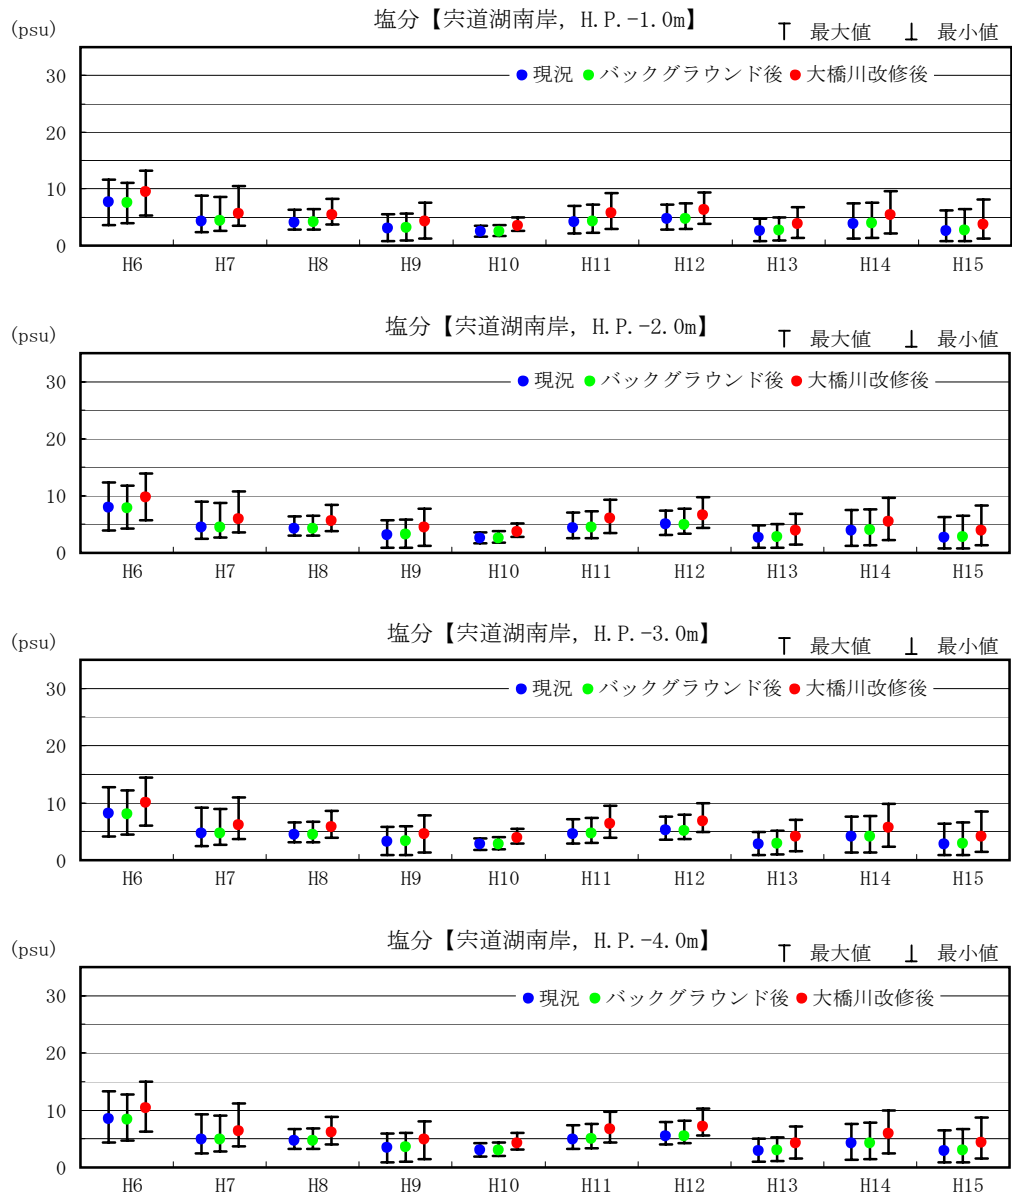 塩分【宍道湖南岸, H.P.-1.0m】
(psu)
最大値 最小値
現況 バックグラウンド後 大橋川改修後
30
20
10
0
H6 H7 H8 H9 H10 H11 H12 H13 H14 H15
塩分【宍道湖南岸, H.P.-2.0m】
(psu)
最大値 最小値
現況 バックグラウンド後 大橋川改修後
30
20
10
0
H6 H7 H8 H9 H10 H11 H12 H13 H14 H15
塩分【宍道湖南岸, H.P.-3.0m】
(psu)
最大値 最小値
現況 バックグラウンド後 大橋川改修後
30
20
10
0
H6 H7 H8 H9 H10 H11 H12 H13 H14 H15
塩分【宍道湖南岸, H.P.-4.0m】
(psu)
最大値 最小値
現況 バックグラウンド後 大橋川改修後
30
20
10
0
H6 H7 H8 H9 H10 H11 H12 H13 H14 H15